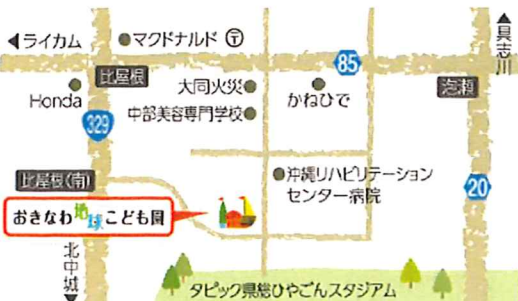 ◀ライカム
●マクドナルド 〒
▲具志川
85
比屋根
大同火災●
かねひで
泡瀬
Honda
中部美容専門学校●
329
比屋根(南)
●沖縄リハビリテーション
センター病院
20
おきなわ地球こども園
北中城▼
タピック県総ひやごんスタジアム